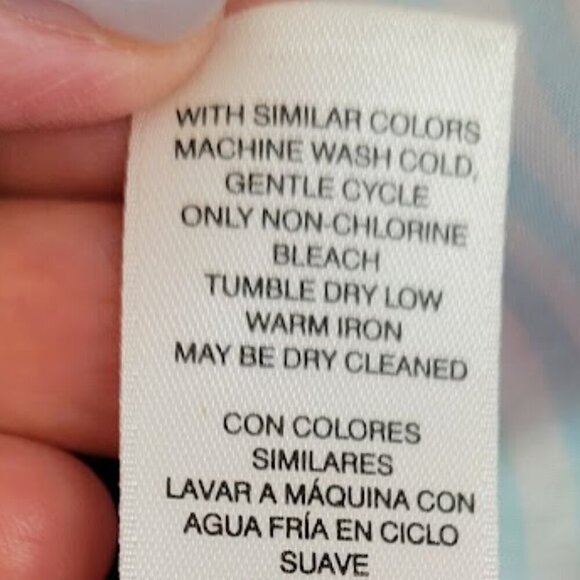 WITH SIMILAR COLORS
MACHINE WASH COLD,
GENTLE CYCLE
ONLY NON-CHLORINE
BLEACH
TUMBLE DRY LOW
WARM IRON
MAY BE DRY CLEANED
CON COLORES
SIMILARES
LAVAR A MÁQUINA CON
AGUA FRÍA EN CICLO
SUAVE